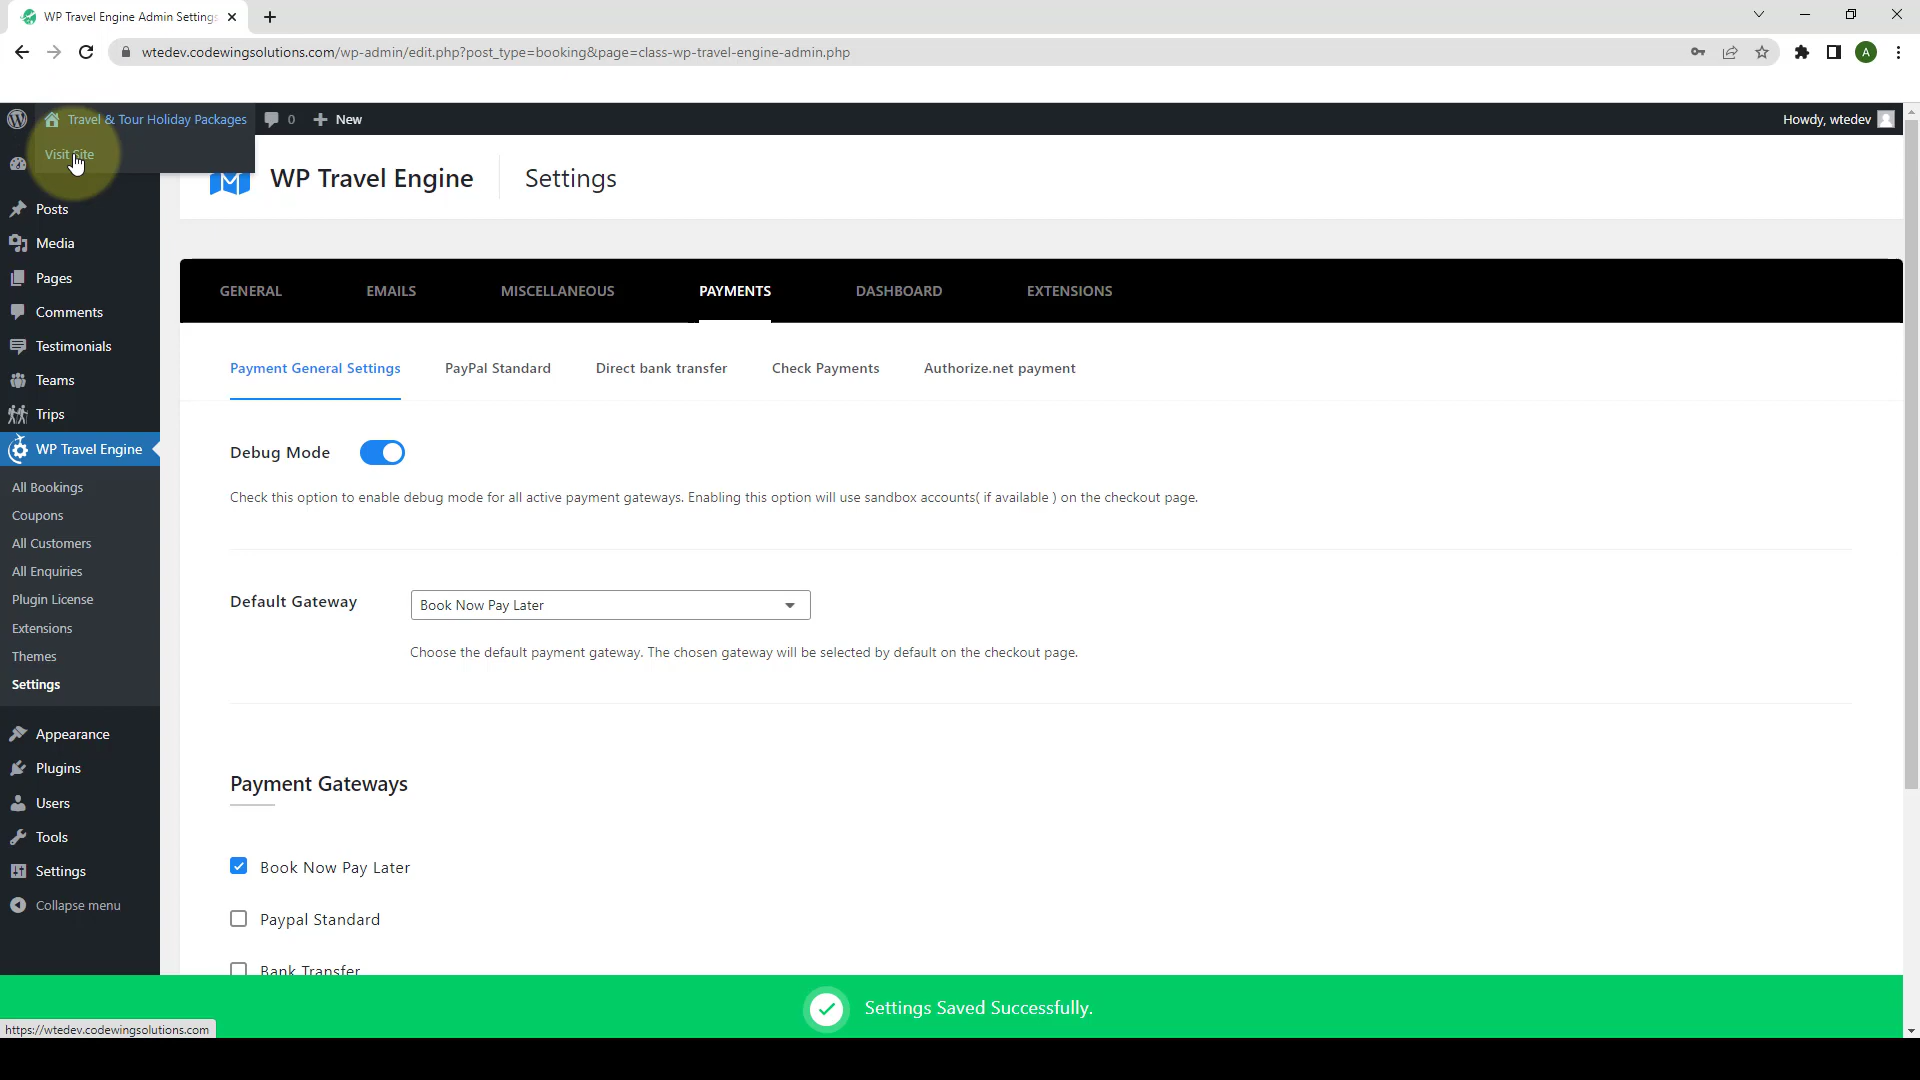 WP Travel Engine Admin Settings
wtedev.codewingsolutions.com/wp-admin/edit.php?post_type=booking&page=class-wp-travel-engine-admin.php
A
Travel & Tour Holiday Packages
0
New
Howdy, wtedev
Visit Site
WP Travel Engine
Settings
Posts
Media
Pages
Comments
Testimonials
Teams
Trips
WP Travel Engine
All Bookings
Coupons
All Customers
All Enquiries
Plugin License
Extensions
Themes
Settings
Appearance
Plugins
Users
Tools
Settings
Collapse menu
GENERAL
EMAILS
MISCELLANEOUS
PAYMENTS
DASHBOARD
EXTENSIONS
Payment General Settings
PayPal Standard
Direct bank transfer
Check Payments
Authorize.net payment
Debug Mode
Check this option to enable debug mode for all active payment gateways. Enabling this option will use sandbox accounts( if available ) on the checkout page.
Default Gateway
Book Now Pay Later
Choose the default payment gateway. The chosen gateway will be selected by default on the checkout page.
Payment Gateways
Book Now Pay Later
Paypal Standard
Bank Transfer
Settings Saved Successfully.
https://wtedev.codewingsolutions.com